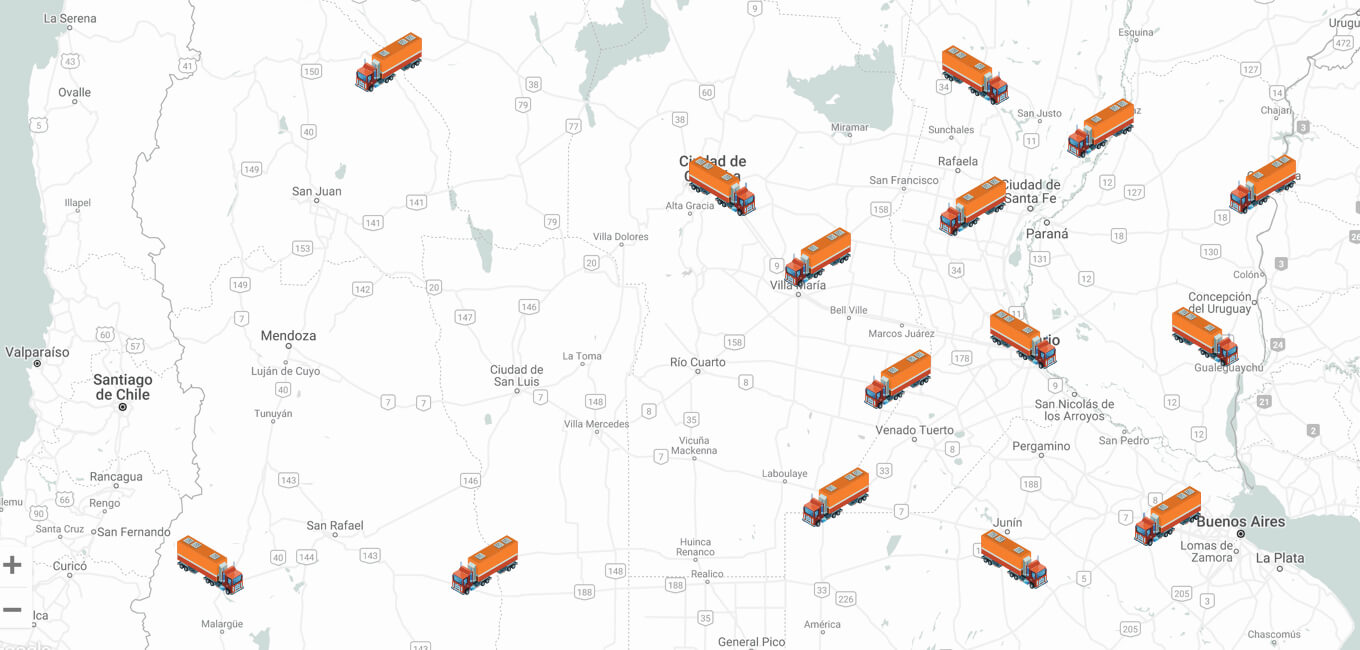 La Serena
9
Esquina
Urugu
472
43
41
150
38
60
34
127
14
Ovalle
79
San Justo
Chajarí
5
40
77
38
Miramar
Sunchales
11
3
149
Ciudad de
Rafaela
San Francisco
Ciudad de
Santa Fe
12
127
San Juan
141
141
Illapel
Alta Gracia
158
18
79
Villa Dolores
Paraná
18
153
20
9
131
130
3
34
12
Colón
149
142
20
Villa María
147
146
Concepción
del Uruguay
7
Bell Ville
11
60
57
Mendoza
158
Marcos Juárez
178
24
Valparaíso
La Toma
Río Cuarto
Gualeguaychú
Luján de Cuyo
Ciudad de
San Luis
Santiago
de Chile
40
8
9
7
7
7
148
8
12
21
Tunuyán
35
San Nicolás de
los Arroyos
Villa Mercedes
Venado Tuerto
12
2
Vicuña
Mackenna
8
Pergamino
San Pedro
7
Rancagua
143
146
Laboulaye
33
188
66
Rengo
8
90
7
7
Santa Cruz
San Fernando
San Rafael
Junín
Buenos Aires
Huinca
Renanco
Lomas de
Zamora
40
144
143
La Plata
+
Curicó
148
Realico
5
188
188
33
226
205
3
−
35
Malargüe
América
205
143
General Pico
Chascomús